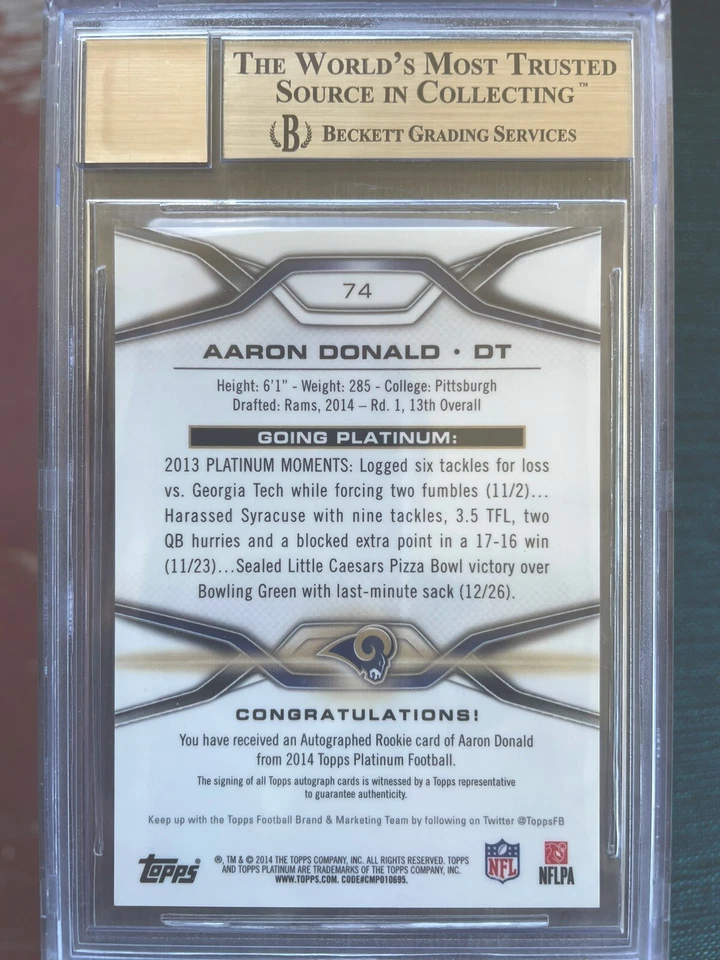 THE WORLD'S MOST TRUSTED
SOURCE IN COLLECTING™
B BECKETT GRADING SERVICES
74
AARON DONALD • DT
Height: 6'1" - Weight: 285 - College: Pittsburgh
Drafted: Rams, 2014 – Rd. 1, 13th Overall
GOING PLATINUM:
2013 PLATINUM MOMENTS: Logged six tackles for loss
vs. Georgia Tech while forcing two fumbles (11/2)...
Harassed Syracuse with nine tackles, 3.5 TFL, two
QB hurries and a blocked extra point in a 17-16 win
(11/23)...Sealed Little Caesars Pizza Bowl victory over
Bowling Green with last-minute sack (12/26).
CONGRATULATIONS!
You have received an Autographed Rookie card of Aaron Donald
from 2014 Topps Platinum Football.
The signing of all Topps autograph cards is witnessed by a Topps representative
to guarantee authenticity.
Keep up with the Topps Football Brand & Marketing Team by following on Twitter @ToppsFB
Topps
®, TM & © 2014 THE TOPPS COMPANY, INC. ALL RIGHTS RESERVED. TOPPS
AND TOPPS PLATINUM ARE TRADEMARKS OF THE TOPPS COMPANY, INC.
WWW.TOPPS.COM. CODE#CMP010695.
NFL
NFLPA